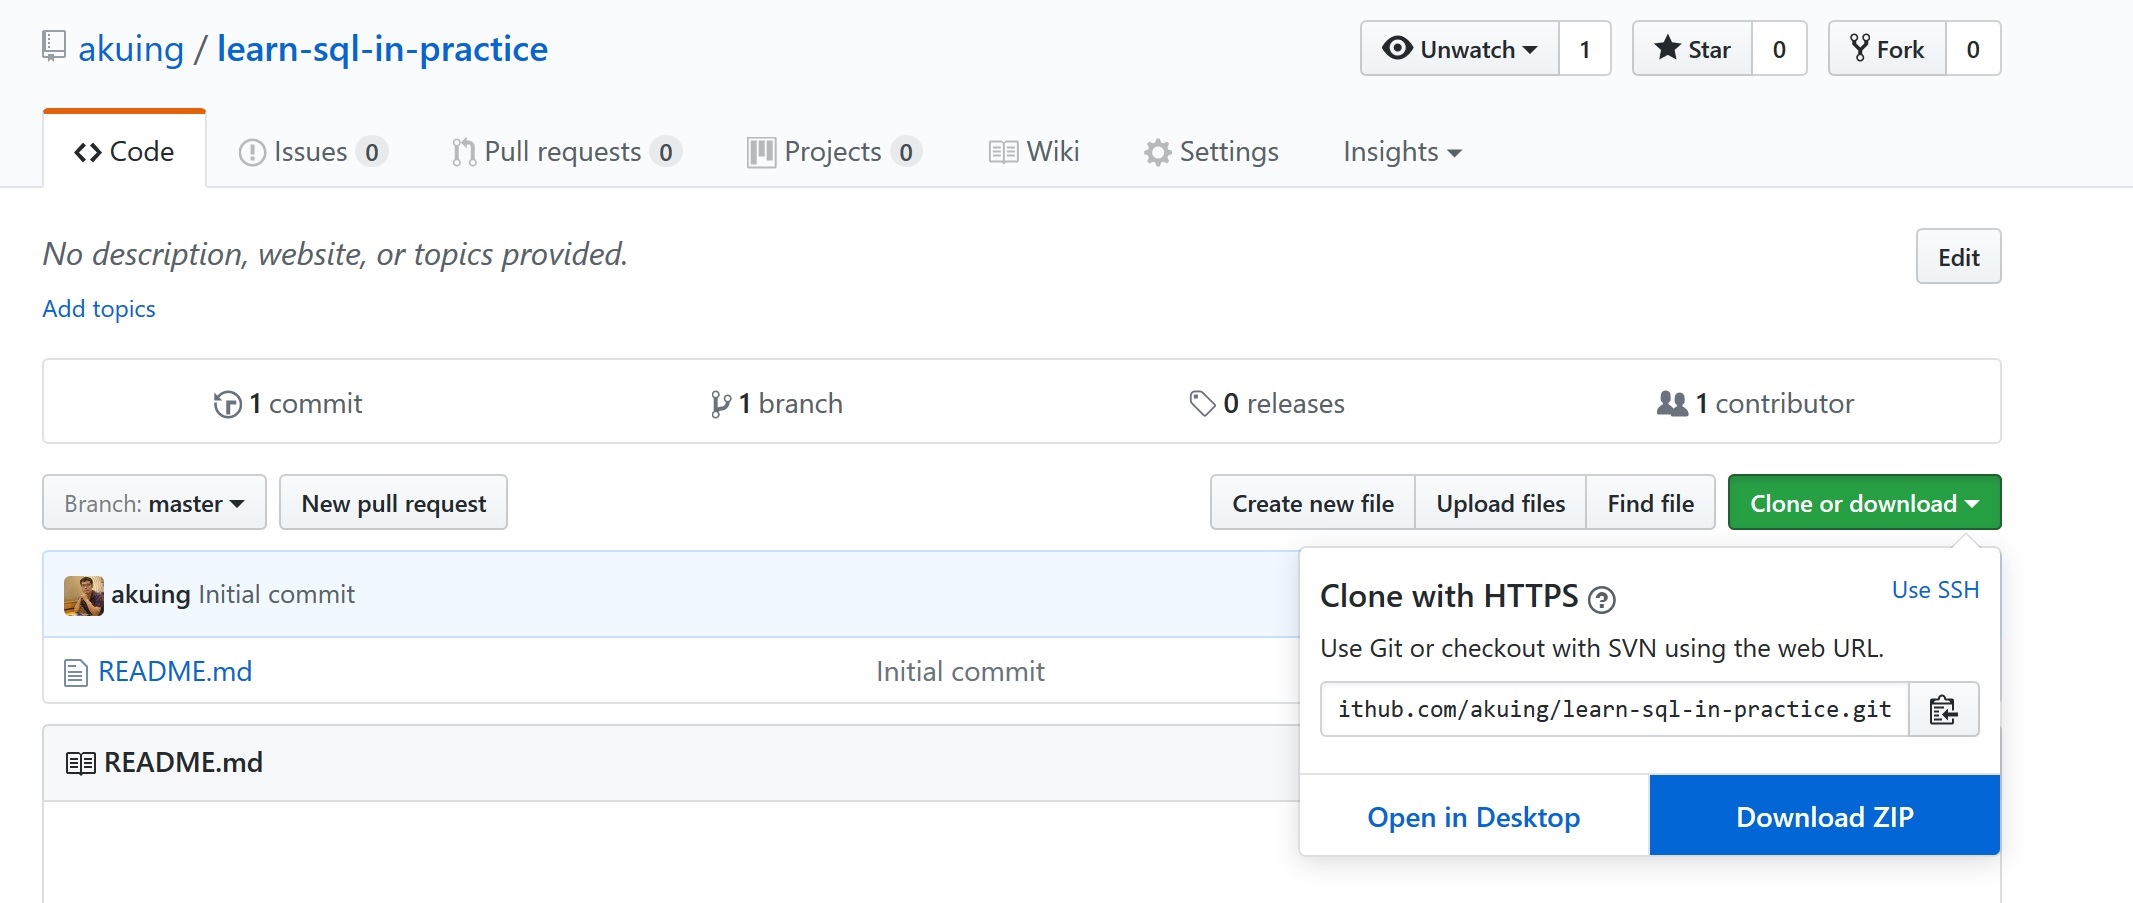 akuing / learn-sql-in-practice
Unwatch 1 Star 0 Fork 0
Code Issues 0 Pull requests 0 Projects 0 Wiki Settings Insights
No description, website, or topics provided.
Edit
Add topics
1 commit 1 branch 0 releases 1 contributor
Branch: master New pull request Create new file Upload files Find file Clone or download
akuing Initial commit
README.md Initial commit
README.md
Clone with HTTPS ?
Use SSH
Use Git or checkout with SVN using the web URL.
ithub.com/akuing/learn-sql-in-practice.git
Open in Desktop Download ZIP